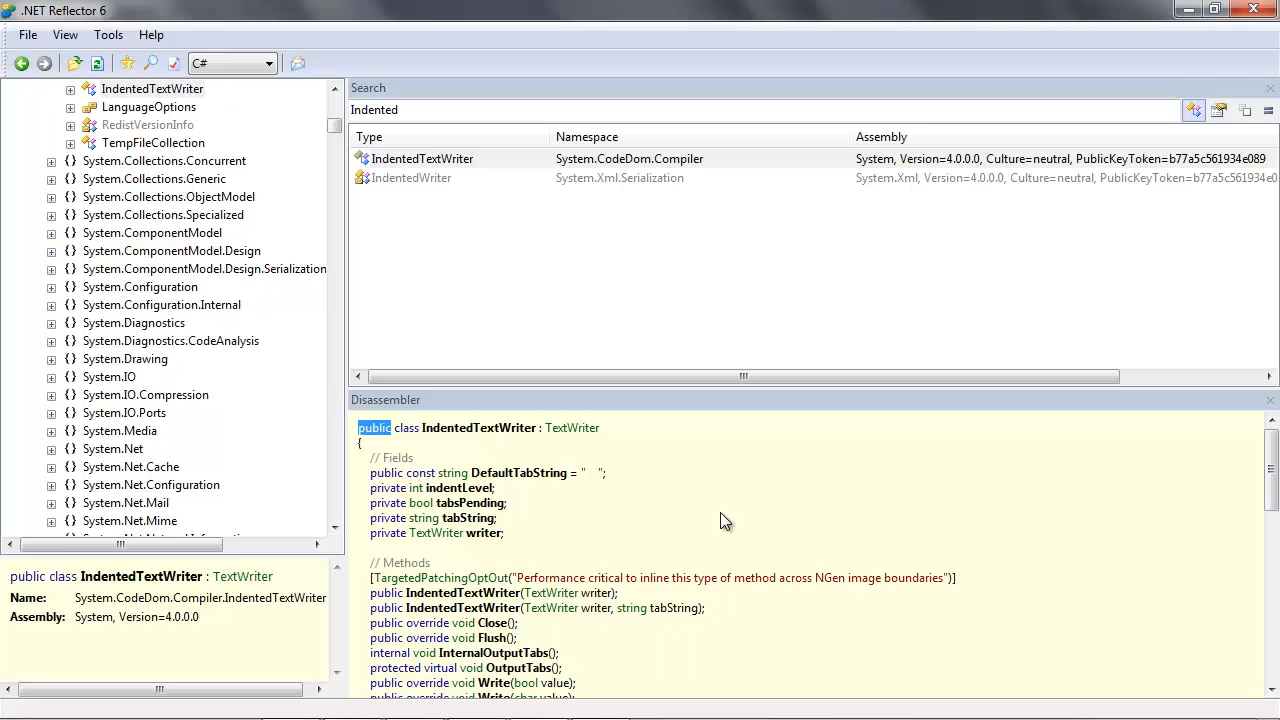 .NET Reflector 6
File View Tools Help
C#
IndentedTextWriter
LanguageOptions
RedistVersionInfo
TempFileCollection
{} System.Collections.Concurrent
{} System.Collections.Generic
{} System.Collections.ObjectModel
{} System.Collections.Specialized
{} System.ComponentModel
{} System.ComponentModel.Design
{} System.ComponentModel.Design.Serialization
{} System.Configuration
{} System.Configuration.Internal
{} System.Diagnostics
{} System.Diagnostics.CodeAnalysis
{} System.Drawing
{} System.IO
{} System.IO.Compression
{} System.IO.Ports
{} System.Media
{} System.Net
{} System.Net.Cache
{} System.Net.Configuration
{} System.Net.Mail
{} System.Net.Mime
public class IndentedTextWriter : TextWriter
Name: System.CodeDom.Compiler.IndentedTextWriter
Assembly: System, Version=4.0.0.0
Search
Indented
Type Namespace Assembly
IndentedTextWriter System.CodeDom.Compiler System, Version=4.0.0.0, Culture=neutral, PublicKeyToken=b77a5c561934e089
IndentedWriter System.Xml.Serialization System.Xml, Version=4.0.0.0, Culture=neutral, PublicKeyToken=b77a5c561934e0
Disassembler
public class IndentedTextWriter : TextWriter
{
// Fields
public const string DefaultTabString = "    ";
private int indentLevel;
private bool tabsPending;
private string tabString;
private TextWriter writer;
// Methods
[TargetedPatchingOptOut("Performance critical to inline this type of method across NGen image boundaries")]
public IndentedTextWriter(TextWriter writer);
public IndentedTextWriter(TextWriter writer, string tabString);
public override void Close();
public override void Flush();
internal void InternalOutputTabs();
protected virtual void OutputTabs();
public override void Write(bool value);
public override void Write(char value);